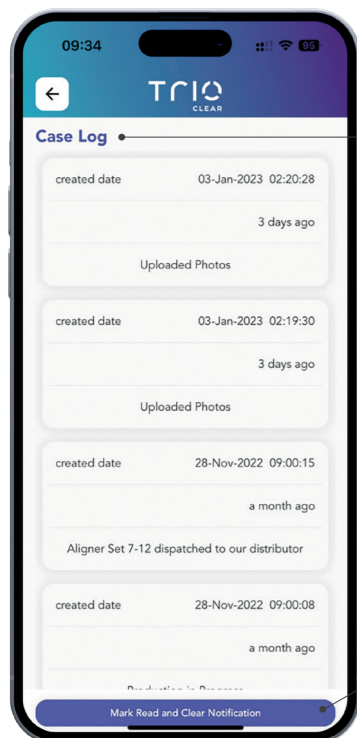 09:34
95
TRIO
CLEAR
Case Log
created date 03-Jan-2023 02:20:28
3 days ago
Uploaded Photos
created date 03-Jan-2023 02:19:30
3 days ago
Uploaded Photos
created date 28-Nov-2022 09:00:15
a month ago
Aligner Set 7-12 dispatched to our distributor
created date 28-Nov-2022 09:00:08
a month ago
Production in Progress
Mark Read and Clear Notification